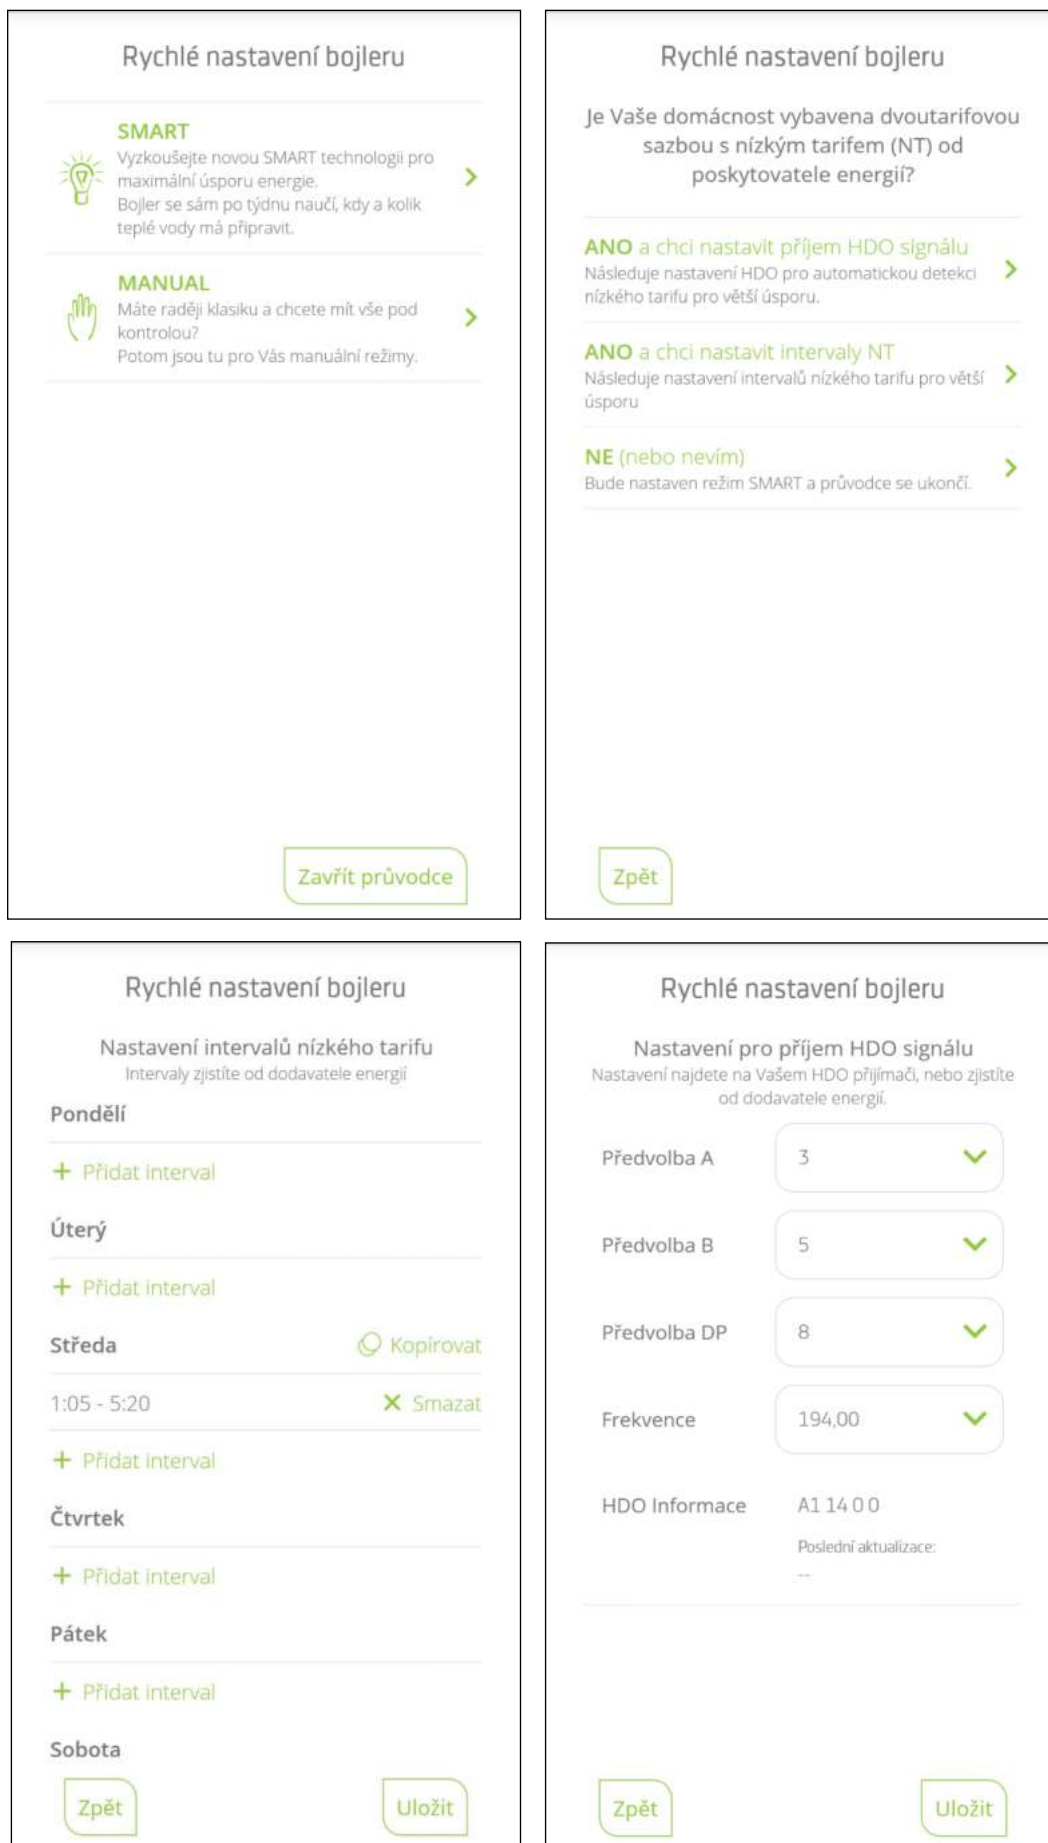 Rychlé nastavení bojleru
SMART
Vyzkoušejte novou SMART technologii pro
maximální úsporu energie.
Bojler se sám po týdnu naučí, kdy a kolik
teplé vody má připravit.
MANUAL
Máte raději klasiku a chcete mít vše pod
kontrolou?
Potom jsou tu pro Vás manuální režimy.
Zavřít průvodce
Rychlé nastavení bojleru
Je Vaše domácnost vybavena dvoutarifovou
sazbou s nízkým tarifem (NT) od
poskytovatele energií?
ANO a chci nastavit příjem HDO signálu
Následuje nastavení HDO pro automatickou detekci
nízkého tarifu pro větší úsporu.
ANO a chci nastavit intervaly NT
Následuje nastavení intervalů nízkého tarifu pro větší
úsporu
NE (nebo nevím)
Bude nastaven režim SMART a průvodce se ukončí.
Zpět
Rychlé nastavení bojleru
Nastavení intervalů nízkého tarifu
Intervaly zjistíte od dodavatele energií
Pondělí
+ Přidat interval
Úterý
+ Přidat interval
Středa Kopírovat
1:05 - 5:20 Smazat
+ Přidat interval
Čtvrtek
+ Přidat interval
Pátek
+ Přidat interval
Sobota
Zpět Uložit
Rychlé nastavení bojleru
Nastavení pro příjem HDO signálu
Nastavení najdete na Vašem HDO přijímači, nebo zjistíte
od dodavatele energií.
Předvolba A 3
Předvolba B 5
Předvolba DP 8
Frekvence 194,00
HDO Informace A1 14 0 0
Poslední aktualizace:
--
Zpět Uložit